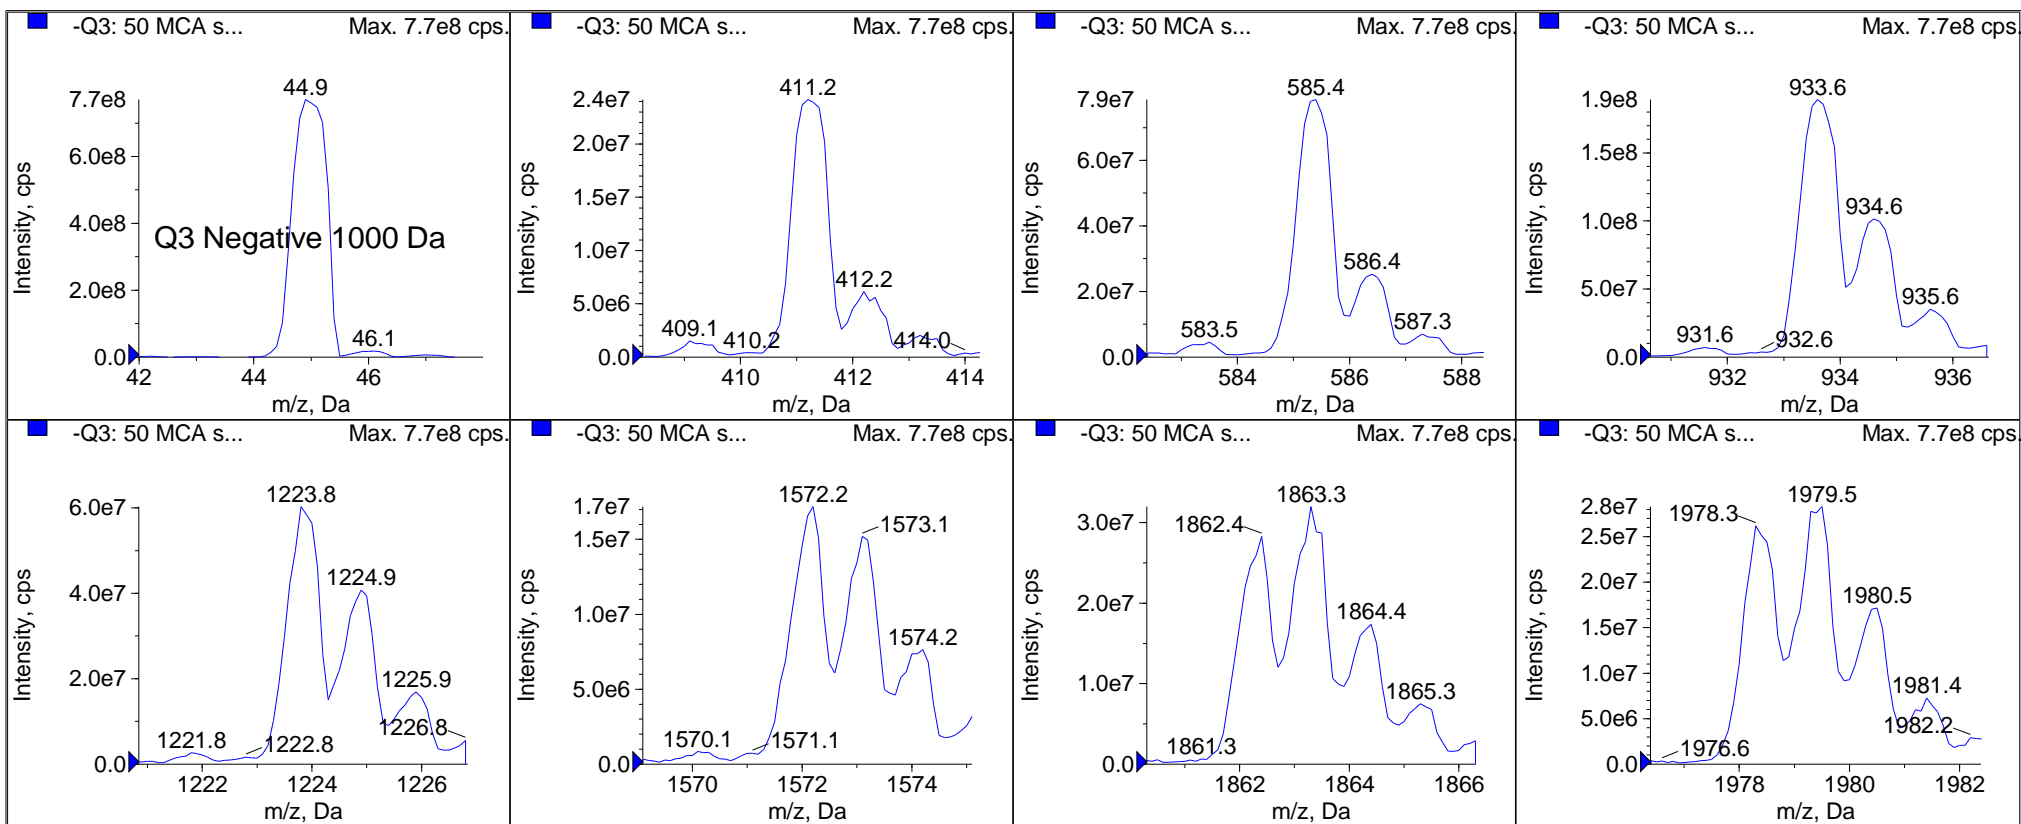 -Q3: 50 MCA s... Max. 7.7e8 cps.
44.9
7.7e8
6.0e8
4.0e8
Q3 Negative 1000 Da
2.0e8
46.1
0.0
42 44 46
m/z, Da
Intensity, cps
-Q3: 50 MCA s... Max. 7.7e8 cps.
411.2
2.4e7
2.0e7
1.5e7
1.0e7
412.2
5.0e6
409.1
410.2
414.0
0.0
410 412 414
m/z, Da
Intensity, cps
-Q3: 50 MCA s... Max. 7.7e8 cps.
585.4
7.9e7
6.0e7
4.0e7
586.4
2.0e7
583.5
587.3
0.0
584 586 588
m/z, Da
Intensity, cps
-Q3: 50 MCA s... Max. 7.7e8 cps.
933.6
1.9e8
1.5e8
934.6
1.0e8
935.6
5.0e7
931.6
932.6
0.0
932 934 936
m/z, Da
Intensity, cps
-Q3: 50 MCA s... Max. 7.7e8 cps.
1223.8
6.0e7
1224.9
4.0e7
1225.9
2.0e7
1226.8
1221.8
1222.8
0.0
1222 1224 1226
m/z, Da
Intensity, cps
-Q3: 50 MCA s... Max. 7.7e8 cps.
1572.2
1.7e7
1573.1
1.5e7
1574.2
1.0e7
5.0e6
1570.1
1571.1
0.0
1570 1572 1574
m/z, Da
Intensity, cps
-Q3: 50 MCA s... Max. 7.7e8 cps.
1863.3
1862.4
3.0e7
1864.4
2.0e7
1865.3
1.0e7
1861.3
0.0
1862 1864 1866
m/z, Da
Intensity, cps
-Q3: 50 MCA s... Max. 7.7e8 cps.
1979.5
2.8e7
1978.3
2.5e7
2.0e7
1980.5
1.5e7
1.0e7
1981.4
5.0e6
1982.2
1976.6
0.0
1978 1980 1982
m/z, Da
Intensity, cps